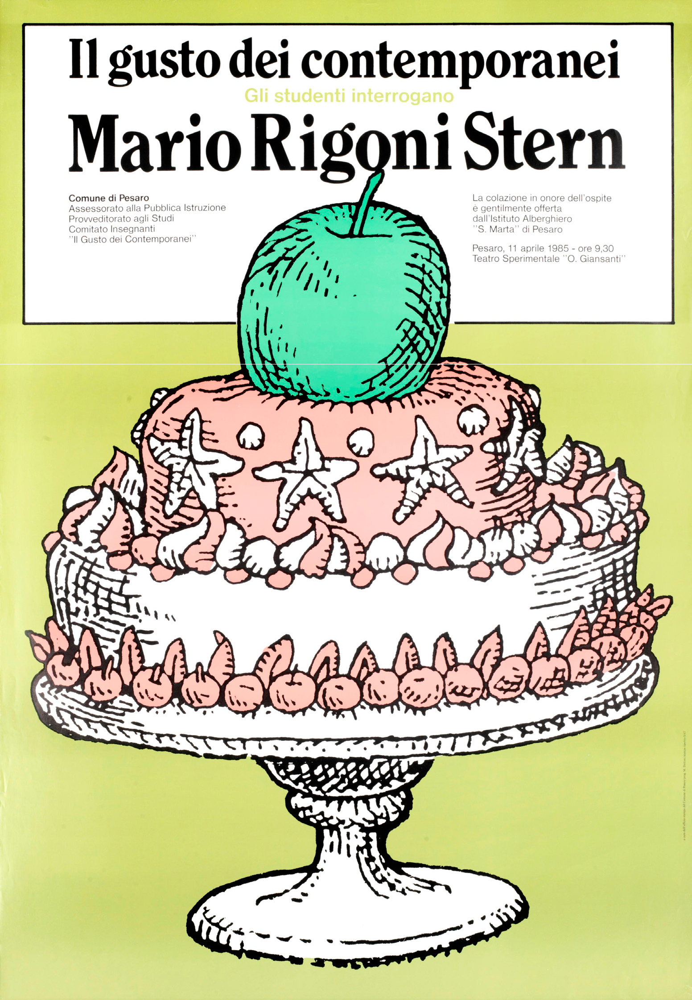 Il gusto dei contemporanei
Gli studenti interrogano
Mario Rigoni Stern
Comune di Pesaro
Assessorato alla Pubblica Istruzione
Provveditorato agli Studi
Comitato Insegnanti
"Il Gusto dei Contemporanei"
La colazione in onore dell'ospite
è gentilmente offerta
dall'Istituto Alberghiero
"S. Marta" di Pesaro
Pesaro, 11 aprile 1985 - ore 9,30
Teatro Sperimentale "O. Giansanti"
a cura dell'ufficio stampa del Comune di Pesaro/prog. M. Dolcini/stampa